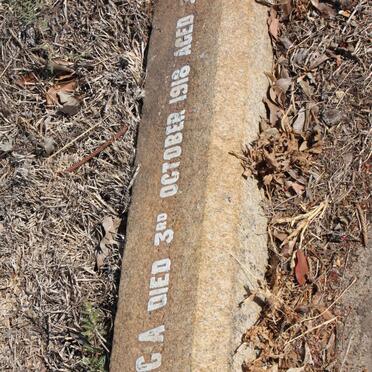 C A DIED 3RD OCTOBER 1918 AGED